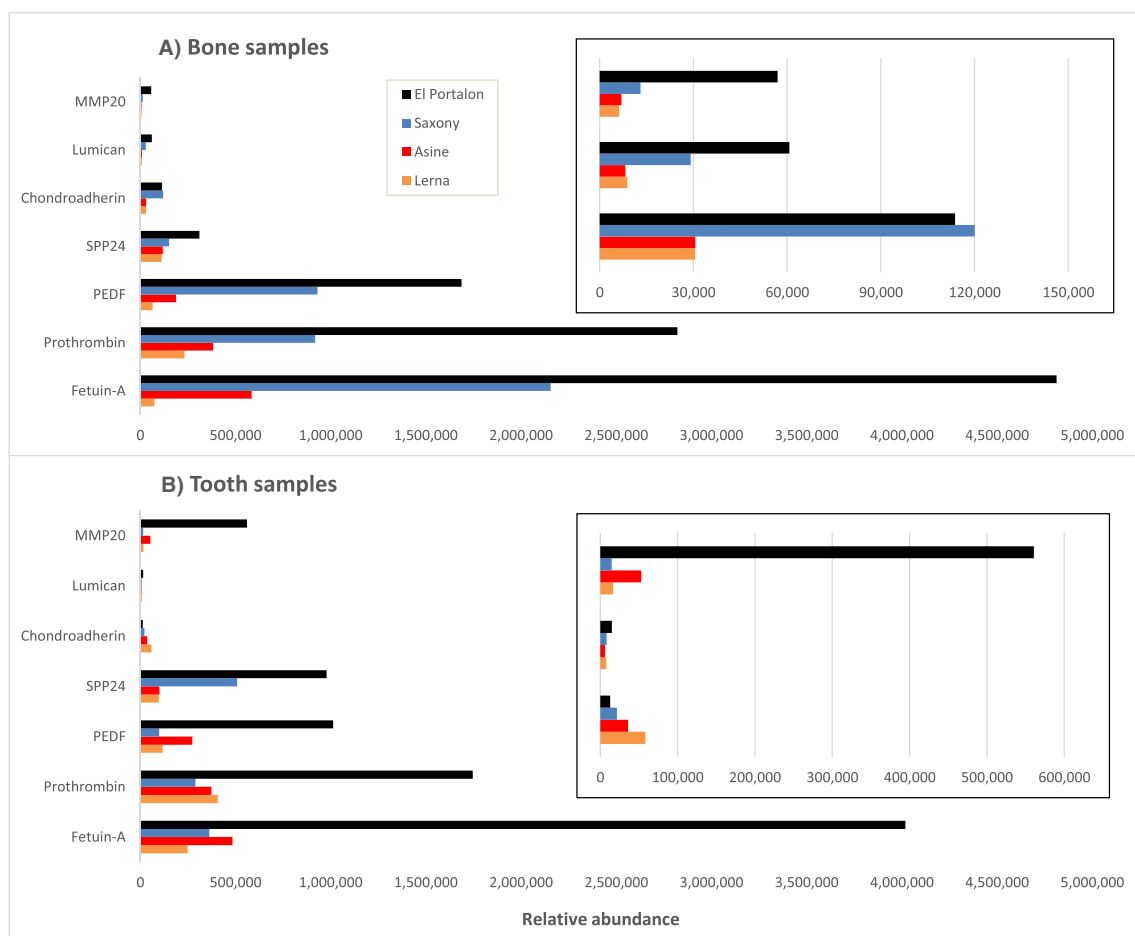 A) Bone samples
MMP20
Lumican
Chondroadherin
SPP24
PEDF
Prothrombin
Fetuin-A
0 500,000 1,000,000 1,500,000 2,000,000 2,500,000 3,000,000 3,500,000 4,000,000 4,500,000 5,000,000
El Portalon
Saxony
Asine
Lerna
0 30,000 60,000 90,000 120,000 150,000
B) Tooth samples
MMP20
Lumican
Chondroadherin
SPP24
PEDF
Prothrombin
Fetuin-A
0 500,000 1,000,000 1,500,000 2,000,000 2,500,000 3,000,000 3,500,000 4,000,000 4,500,000 5,000,000
0 100,000 200,000 300,000 400,000 500,000 600,000
Relative abundance